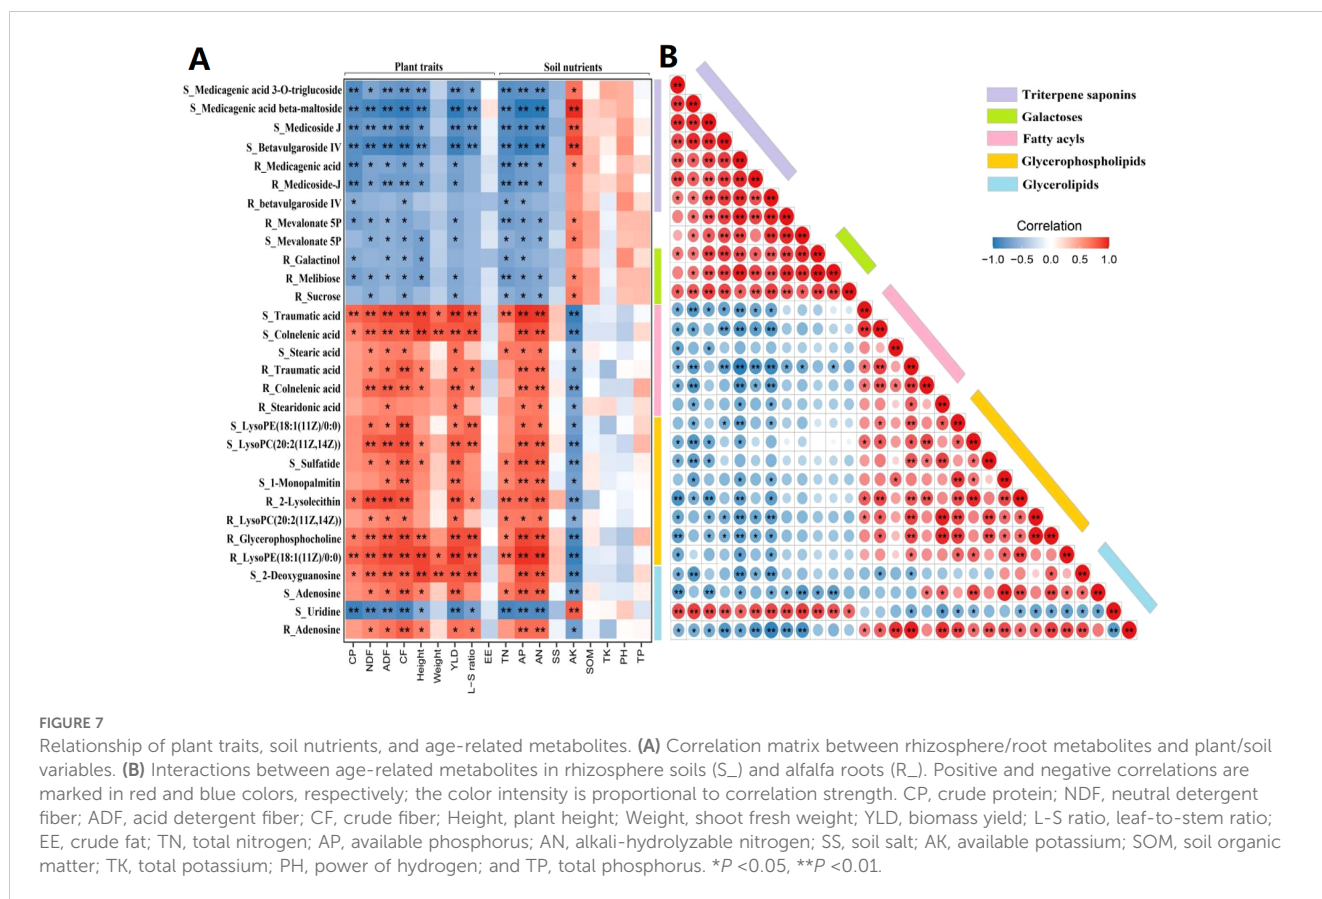 A
B
Plant traits
Soil nutrients
S_Medicagenic acid 3-O-triglucoside
S_Medicagenic acid beta-maltoside
S_Medicoside J
S_Betavulgaroside IV
R_Medicagenic acid
R_Medicoside-J
R_betavulgaroside IV
R_Mevalonate 5P
S_Mevalonate 5P
R_Galactinol
R_Melibiose
R_Sucrose
S_Traumatic acid
S_Colnelenic acid
S_Stearic acid
R_Traumatic acid
R_Colnelenic acid
R_Stearidonic acid
S_LysoPE(18:1(11Z)/0:0)
S_LysoPC(20:2(11Z,14Z))
S_Sulfatide
S_1-Monopalmitin
R_2-Lysolecithin
R_LysoPC(20:2(11Z,14Z))
R_Glycerophosphocholine
R_LysoPE(18:1(11Z)/0:0)
S_2-Deoxyguanosine
S_Adenosine
S_Uridine
R_Adenosine
CP
NDF
ADF
CF
Height
Weight
YLD
L-S ratio
EE
TN
AP
AN
SS
AK
SOM
TK
PH
TP
Triterpene saponins
Galactoses
Fatty acyls
Glycerophospholipids
Glycerolipids
Correlation
−1.0 −0.5 0.0 0.5 1.0
FIGURE 7
Relationship of plant traits, soil nutrients, and age-related metabolites. (A) Correlation matrix between rhizosphere/root metabolites and plant/soil
variables. (B) Interactions between age-related metabolites in rhizosphere soils (S_) and alfalfa roots (R_). Positive and negative correlations are
marked in red and blue colors, respectively; the color intensity is proportional to correlation strength. CP, crude protein; NDF, neutral detergent
fiber; ADF, acid detergent fiber; CF, crude fiber; Height, plant height; Weight, shoot fresh weight; YLD, biomass yield; L-S ratio, leaf-to-stem ratio;
EE, crude fat; TN, total nitrogen; AP, available phosphorus; AN, alkali-hydrolyzable nitrogen; SS, soil salt; AK, available potassium; SOM, soil organic
matter; TK, total potassium; PH, power of hydrogen; and TP, total phosphorus. *P <0.05, **P <0.01.